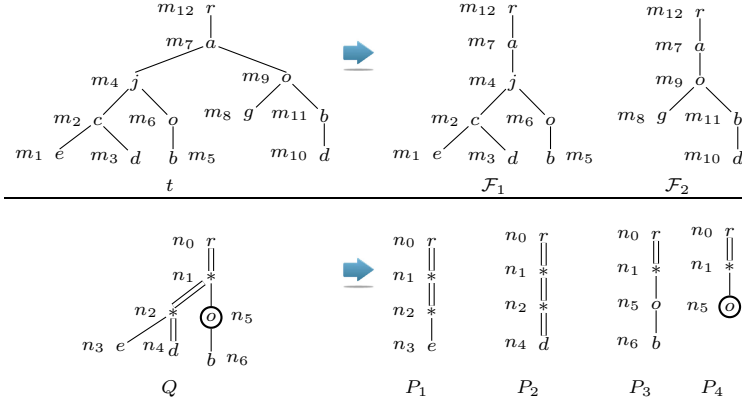 m₁₂ r m₁₂ r m₁₂ r
m₇ a m₇ a m₇ a
m₄ j m₉ o m₄ j m₉ o
m₂ c m₆ o m₈ g m₁₁ b m₂ c m₆ o m₈ g m₁₁ b
m₁ e m₃ d b m₅ m₁₀ d m₁ e m₃ d b m₅ m₁₀ d
t F₁ F₂
n₀ r n₀ r n₀ r n₀ r n₀ r
n₁ * n₁ * n₁ * n₁ * n₁ *
n₂ * o n₅ n₂ * n₂ * n₅ o n₅ o
n₃ e n₄ d b n₆ n₃ e n₄ d n₆ b
Q P₁ P₂ P₃ P₄